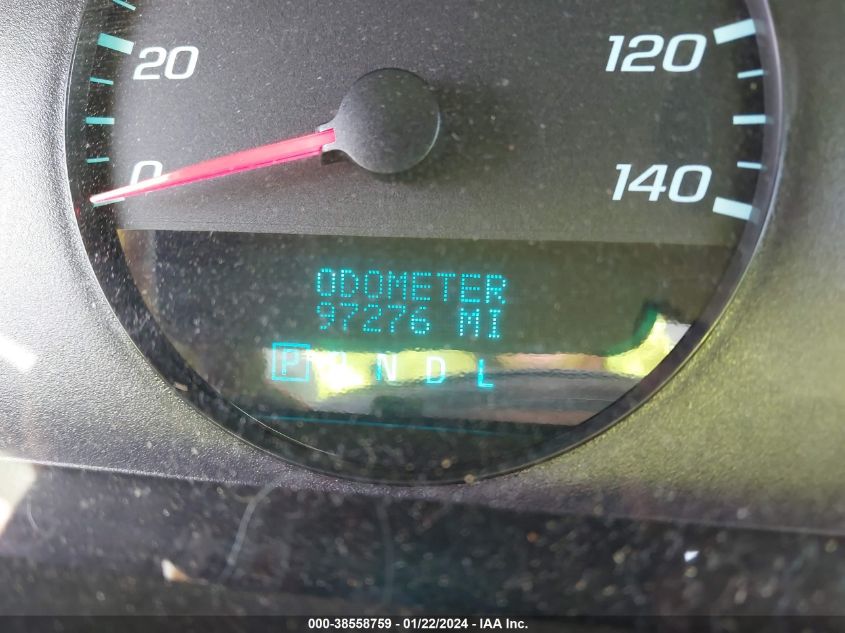 20
120
0
140
ODOMETER
97276 MI
P N D L
000-38558759 - 01/22/2024 - IAA Inc.